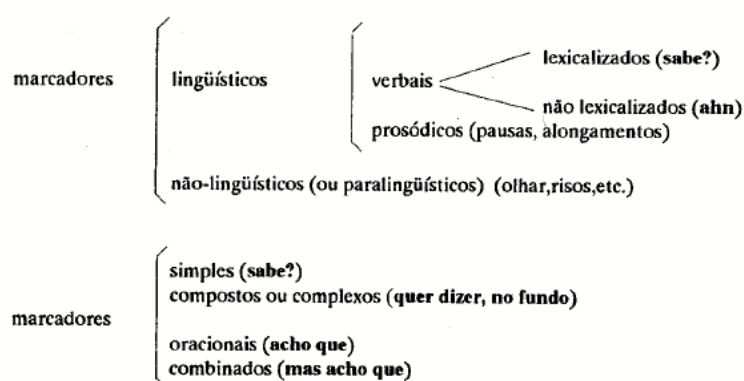 lexicalizados (sabe?)
marcadores lingüísticos verbais
não lexicalizados (ahn)
prosódicos (pausas, alongamentos)
não-lingüísticos (ou paralingüísticos) (olhar,risos,etc.)
simples (sabe?)
compostos ou complexos (quer dizer, no fundo)
marcadores
oracionais (acho que)
combinados (mas acho que)